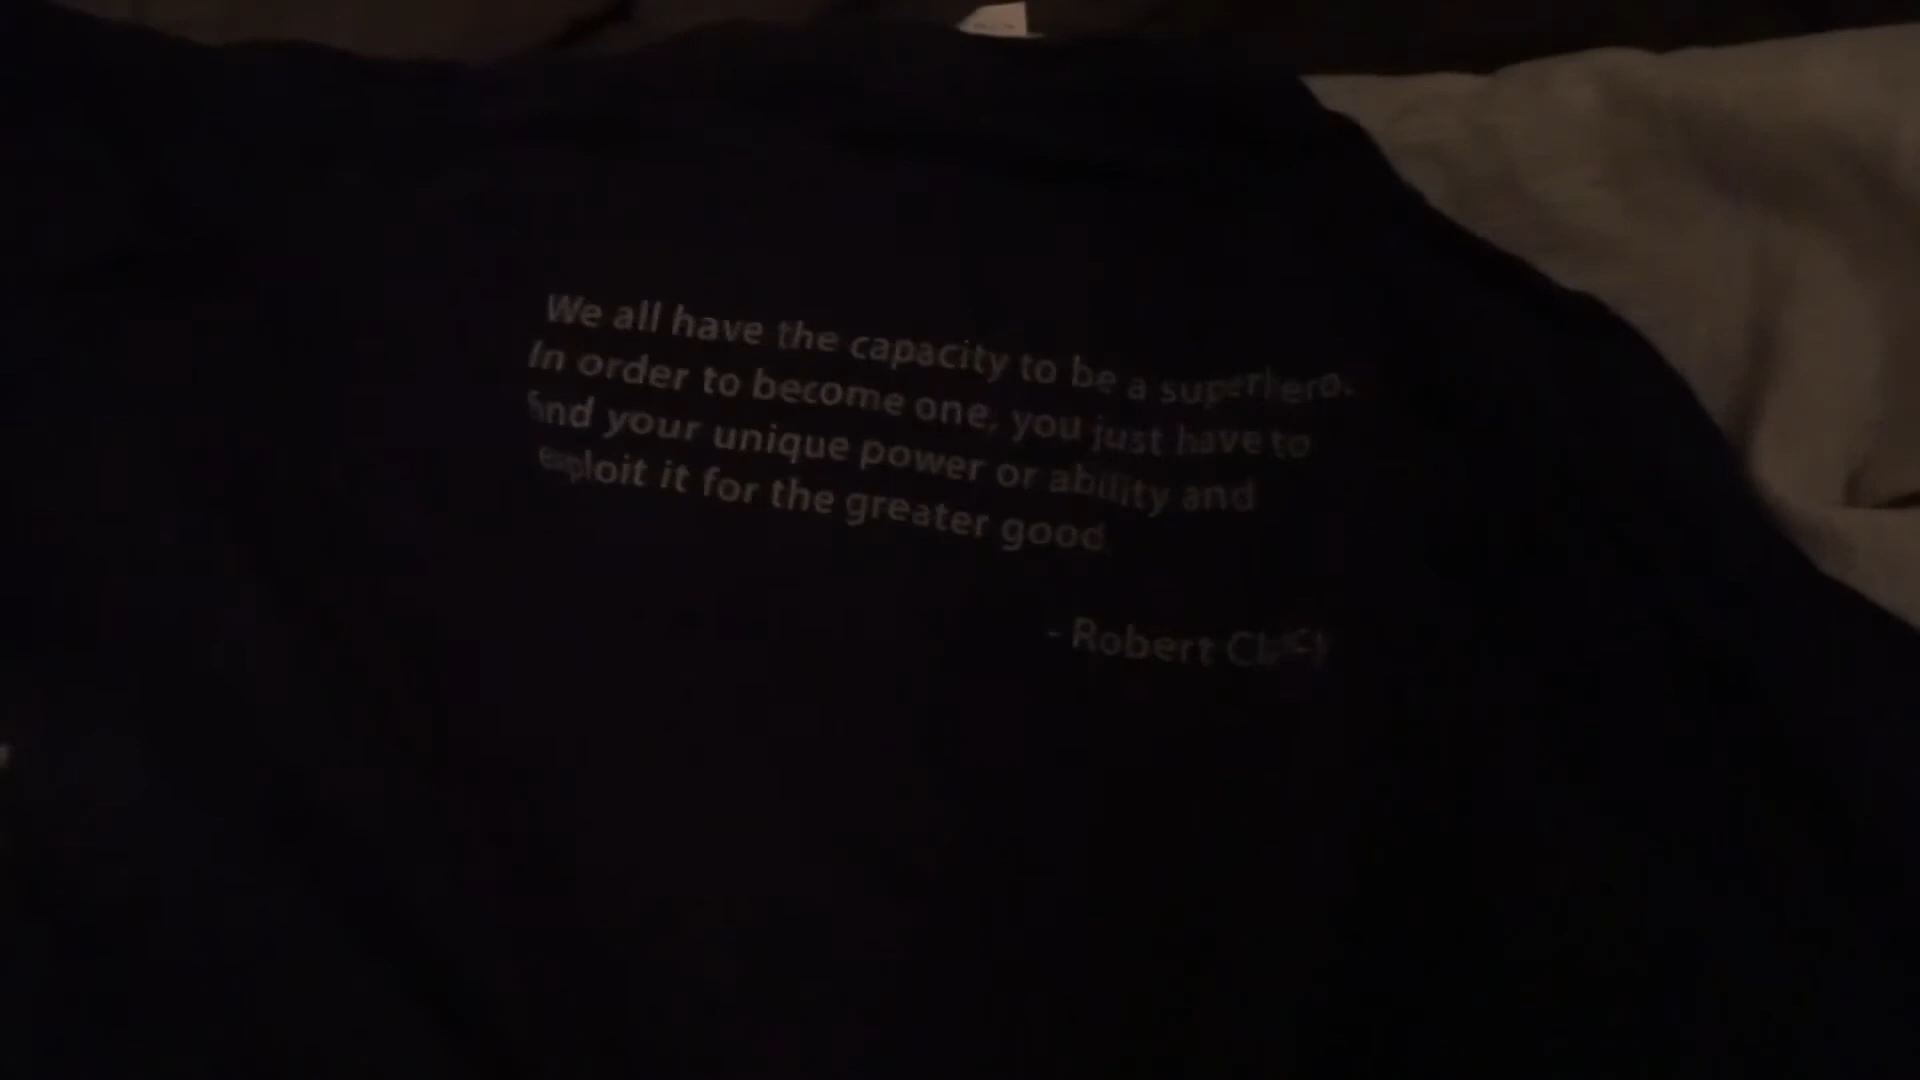 We all have the capacity to be a superhero.
In order to become one, you just have to
find your unique power or ability and
exploit it for the greater good.
- Robert